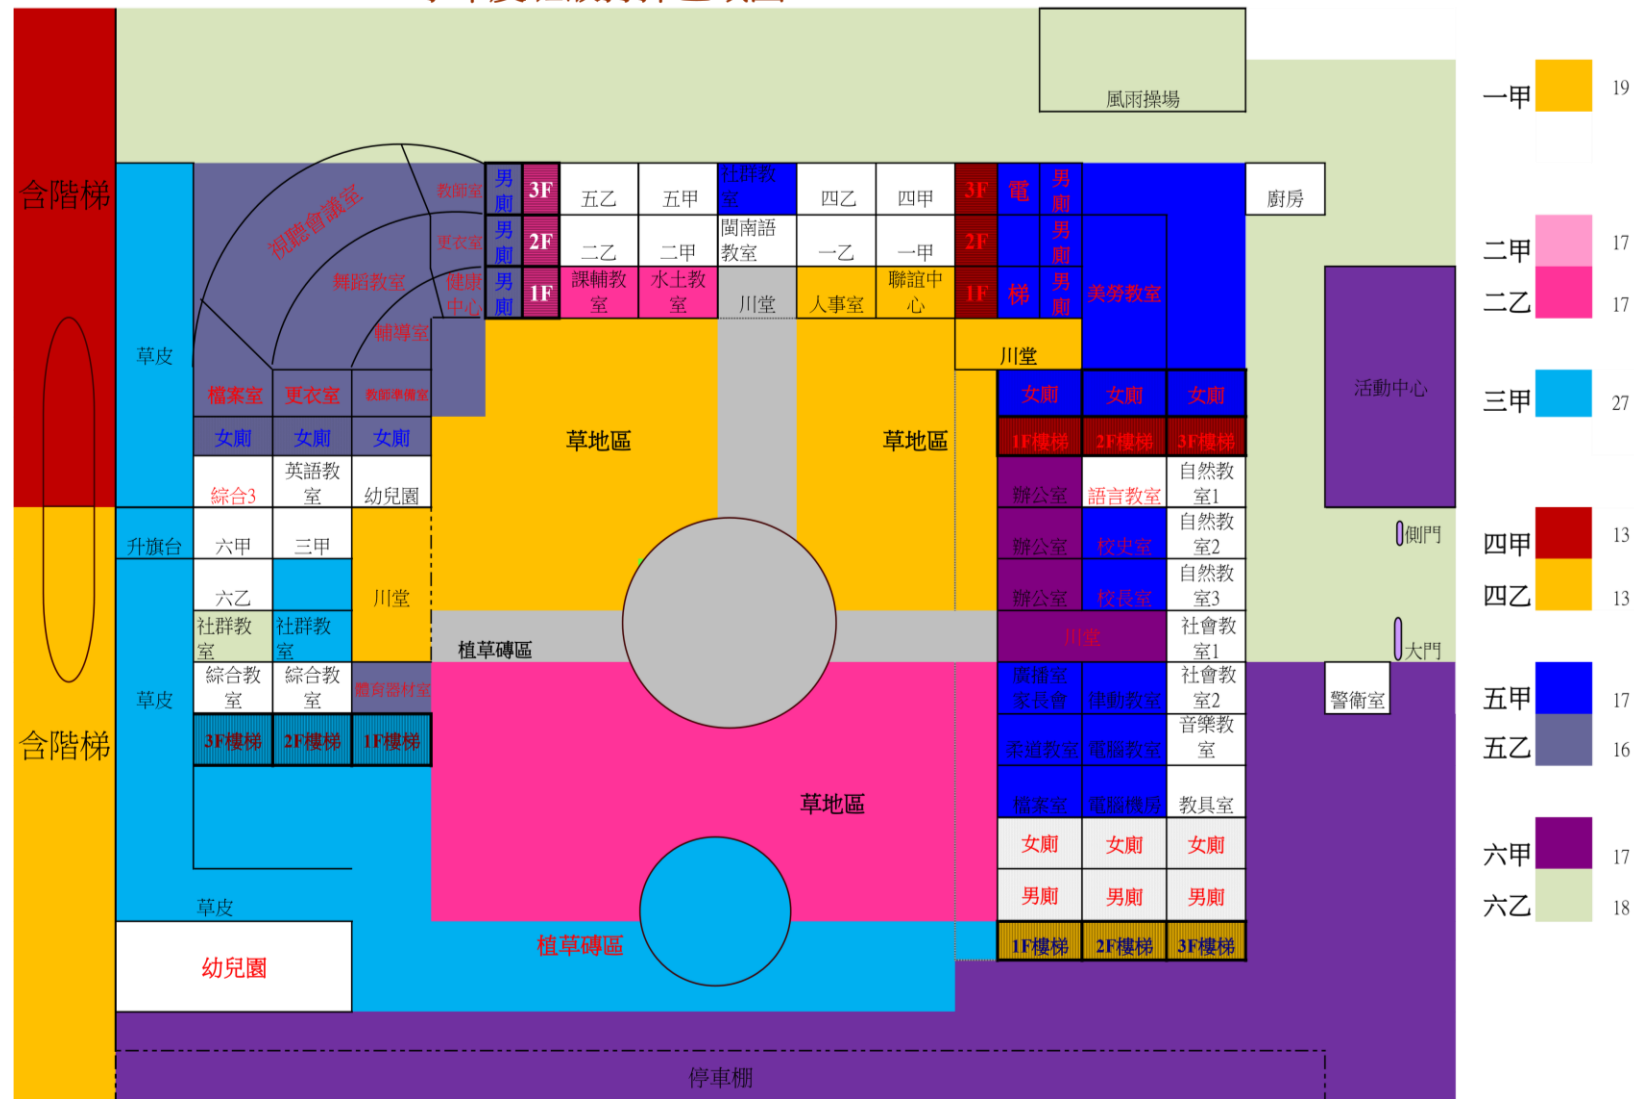 一甲 19
風雨操場
含階梯
教師室
男廁
3F
五乙
五甲
社群教室
四乙
四甲
3F
電
男廁
廚房
視聽會議室
更衣室
男廁
2F
二乙
二甲
閩南語教室
一乙
一甲
2F
男廁
二甲 17
舞蹈教室
健康中心
男廁
1F
課輔教室
水土教室
川堂
人事室
聯誼中心
1F
梯
男廁
美勞教室
二乙 17
輔導室
草皮
川堂
活動中心
檔案室
更衣室
教師準備室
女廁
女廁
女廁
三甲 27
女廁
女廁
女廁
草地區
草地區
1F樓梯
2F樓梯
3F樓梯
綜合3
英語教室
幼兒園
辦公室
語言教室
自然教室1
升旗台
六甲
三甲
辦公室
校史室
自然教室2
側門
四甲 13
六乙
川堂
辦公室
校長室
自然教室3
四乙 13
社群教室
社群教室
植草磚區
川堂
社會教室1
大門
草皮
綜合教室
綜合教室
體育器材室
廣播室
家長會
律動教室
社會教室2
警衛室
五甲 17
含階梯
3F樓梯
2F樓梯
1F樓梯
柔道教室
電腦教室
音樂教室
五乙 16
草地區
檔案室
電腦機房
教具室
女廁
女廁
女廁
六甲 17
草皮
男廁
男廁
男廁
六乙 18
幼兒園
植草磚區
1F樓梯
2F樓梯
3F樓梯
停車棚